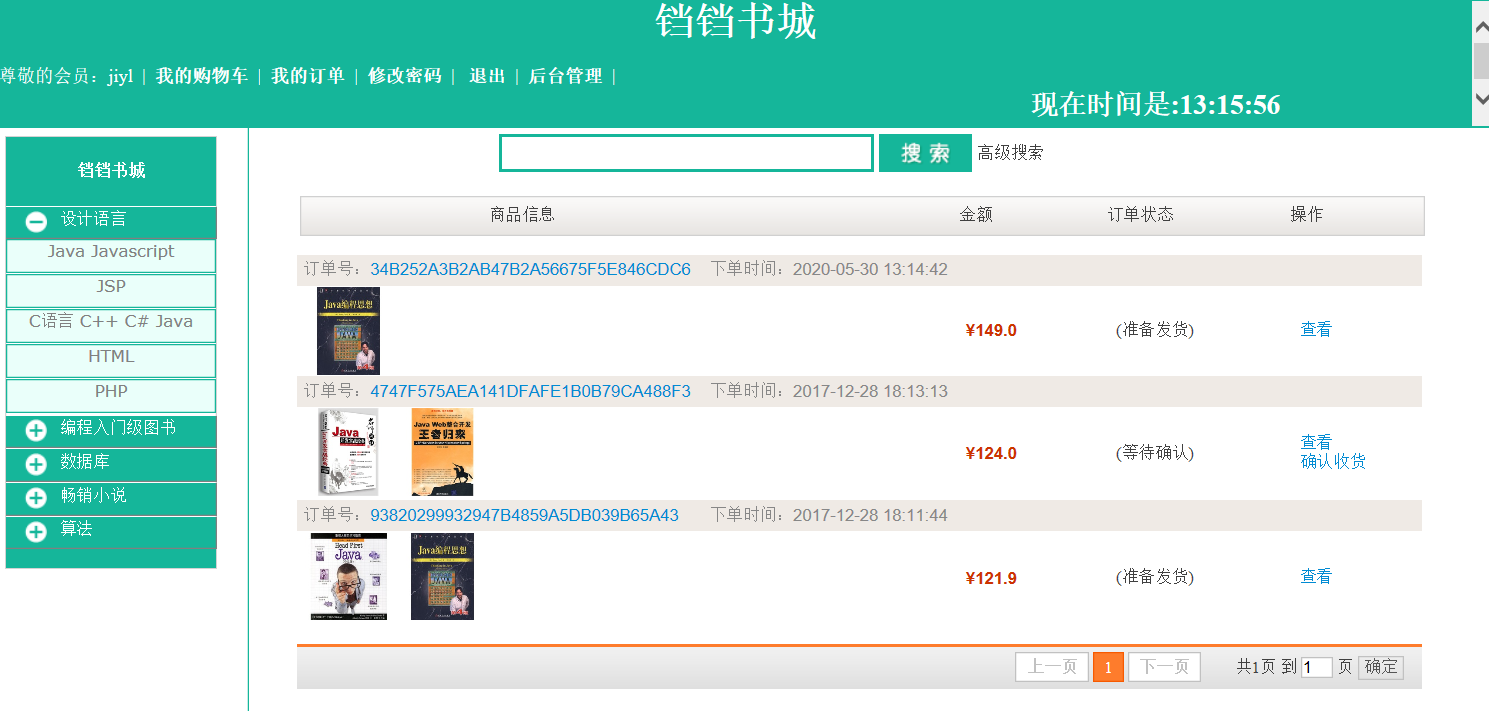 铛铛书城
尊敬的会员：jiyl | 我的购物车 | 我的订单 | 修改密码 | 退出 | 后台管理 |
现在时间是:13:15:56
铛铛书城
设计语言
Java Javascript
JSP
C语言 C++ C# Java
HTML
PHP
编程入门级图书
数据库
畅销小说
算法
搜 索 高级搜索
商品信息 金额 订单状态 操作
订单号：34B252A3B2AB47B2A56675F5E846CDC6 下单时间：2020-05-30 13:14:42
Java编程思想
¥149.0 (准备发货) 查看
订单号：4747F575AEA141DFAFE1B0B79CA488F3 下单时间：2017-12-28 18:13:13
Java
Java Web整合开发
王者归来
¥124.0 (等待确认) 查看
确认收货
订单号：93820299932947B4859A5DB039B65A43 下单时间：2017-12-28 18:11:44
Head First
Java
Java编程思想
¥121.9 (准备发货) 查看
上一页 1 下一页 共1页 到 1 页 确定